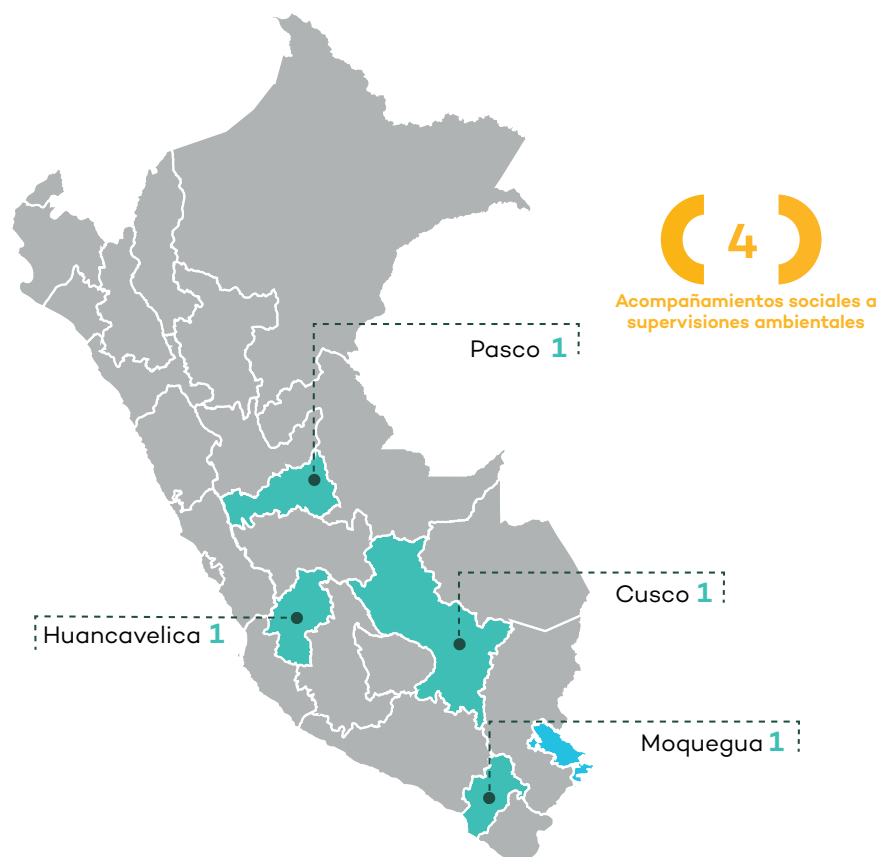 4
Acompañamientos sociales a
supervisiones ambientales
Pasco 1
Cusco 1
Huancavelica 1
Moquegua 1